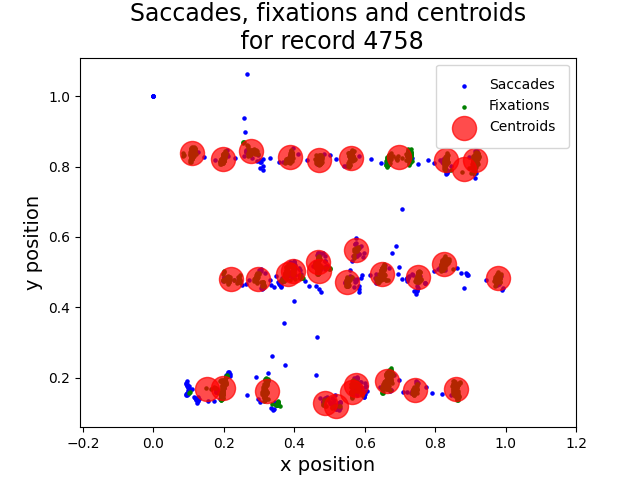 Saccades, fixations and centroids
for record 4758
Saccades
Fixations
Centroids
y position
1.0
0.8
0.6
0.4
0.2
−0.2
0.0
0.2
0.4
0.6
0.8
1.0
1.2
x position